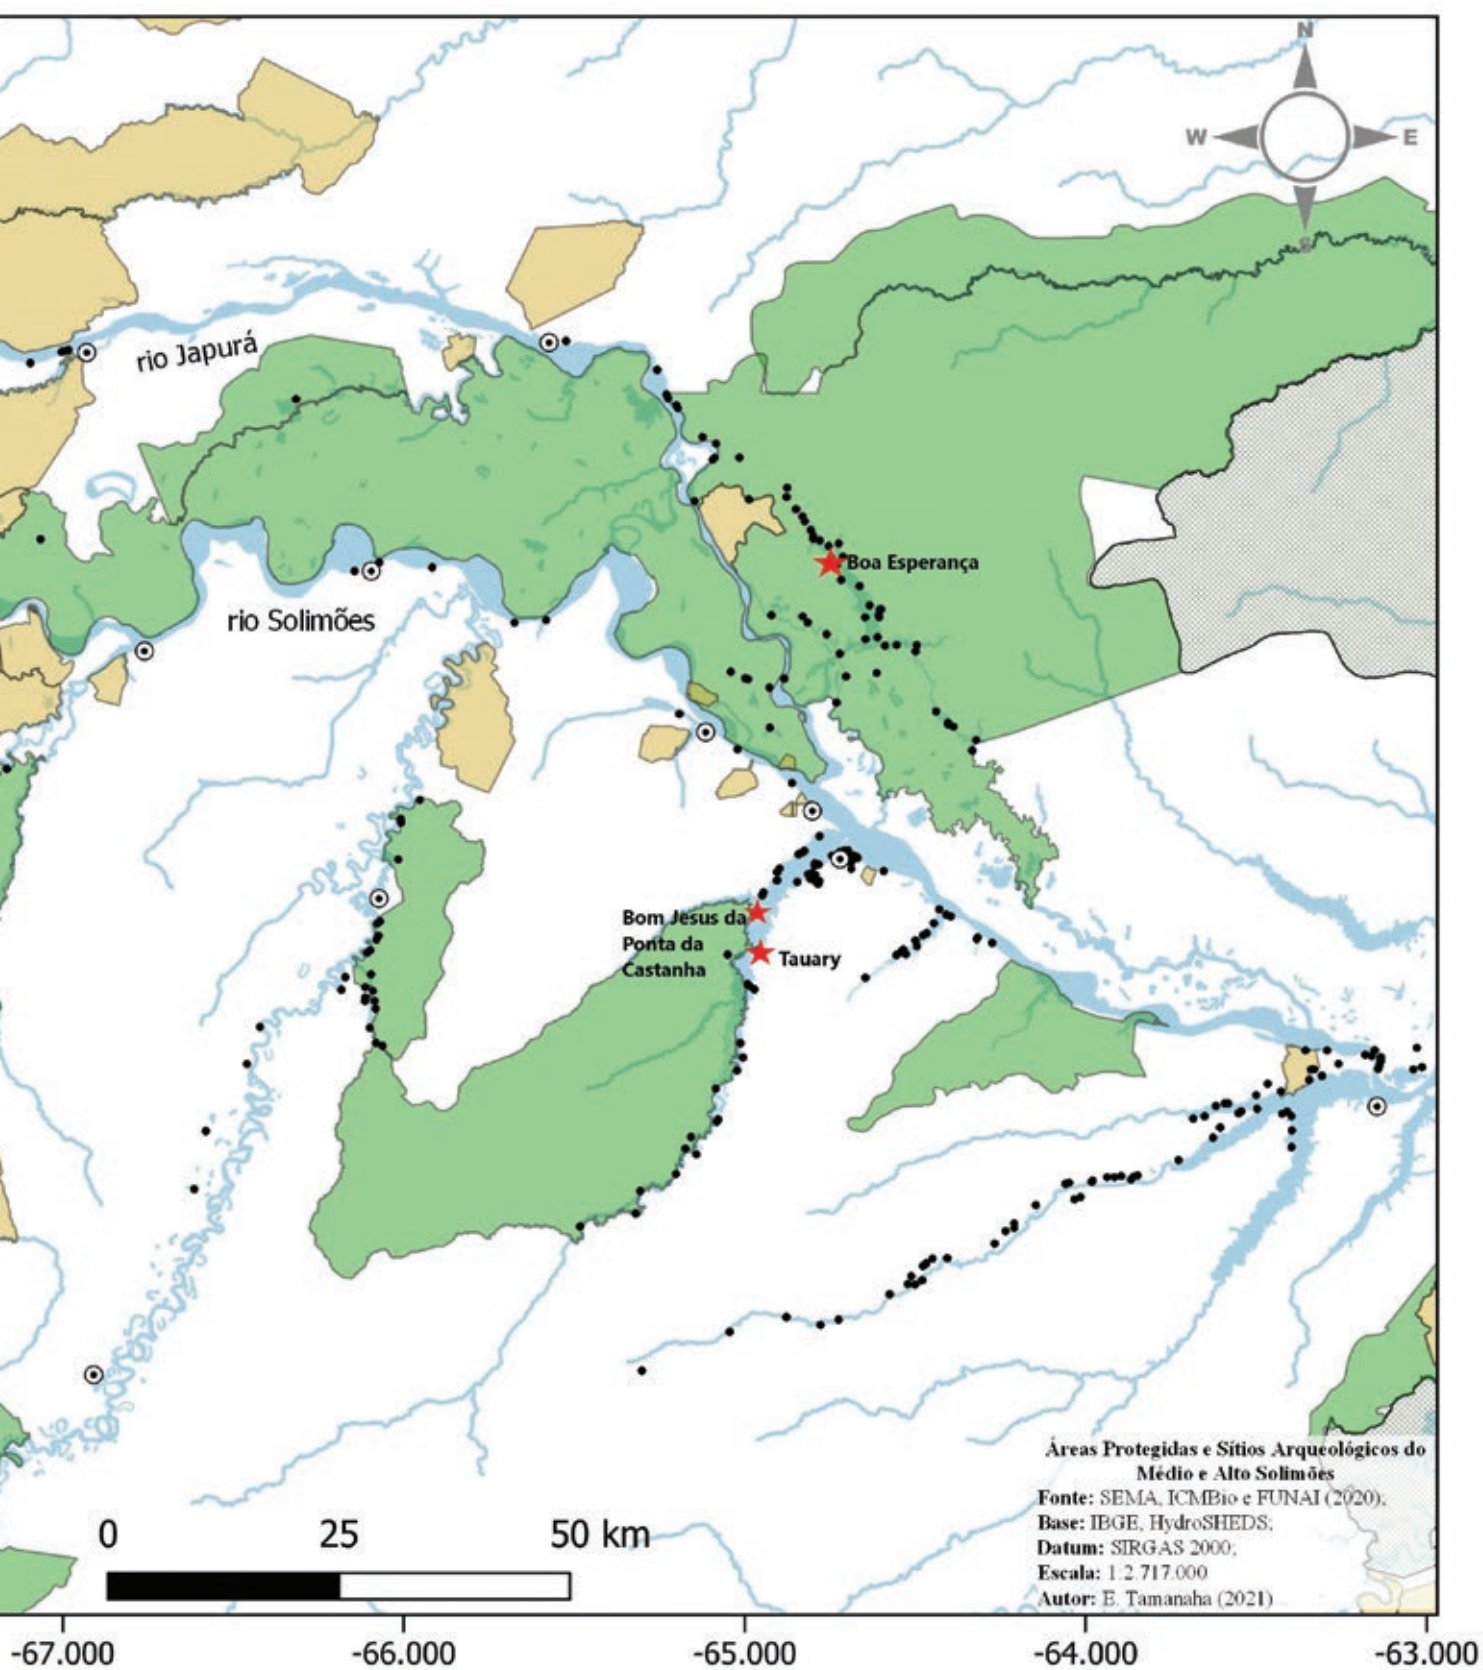 N
W
E
S
rio Japurá
Boa Esperança
rio Solimões
Bom Jesus da
Ponta da
Castanha
Tauary
Áreas Protegidas e Sítios Arqueológicos do
Médio e Alto Solimões
Fonte: SEMA, ICMBio e FUNAI (2020);
Base: IBGE, HydroSHEDS;
Datum: SIRGAS 2000;
Escala: 1:2.717.000
Autor: E. Tamanaha (2021)
0 25 50 km
-67.000 -66.000 -65.000 -64.000 -63.000